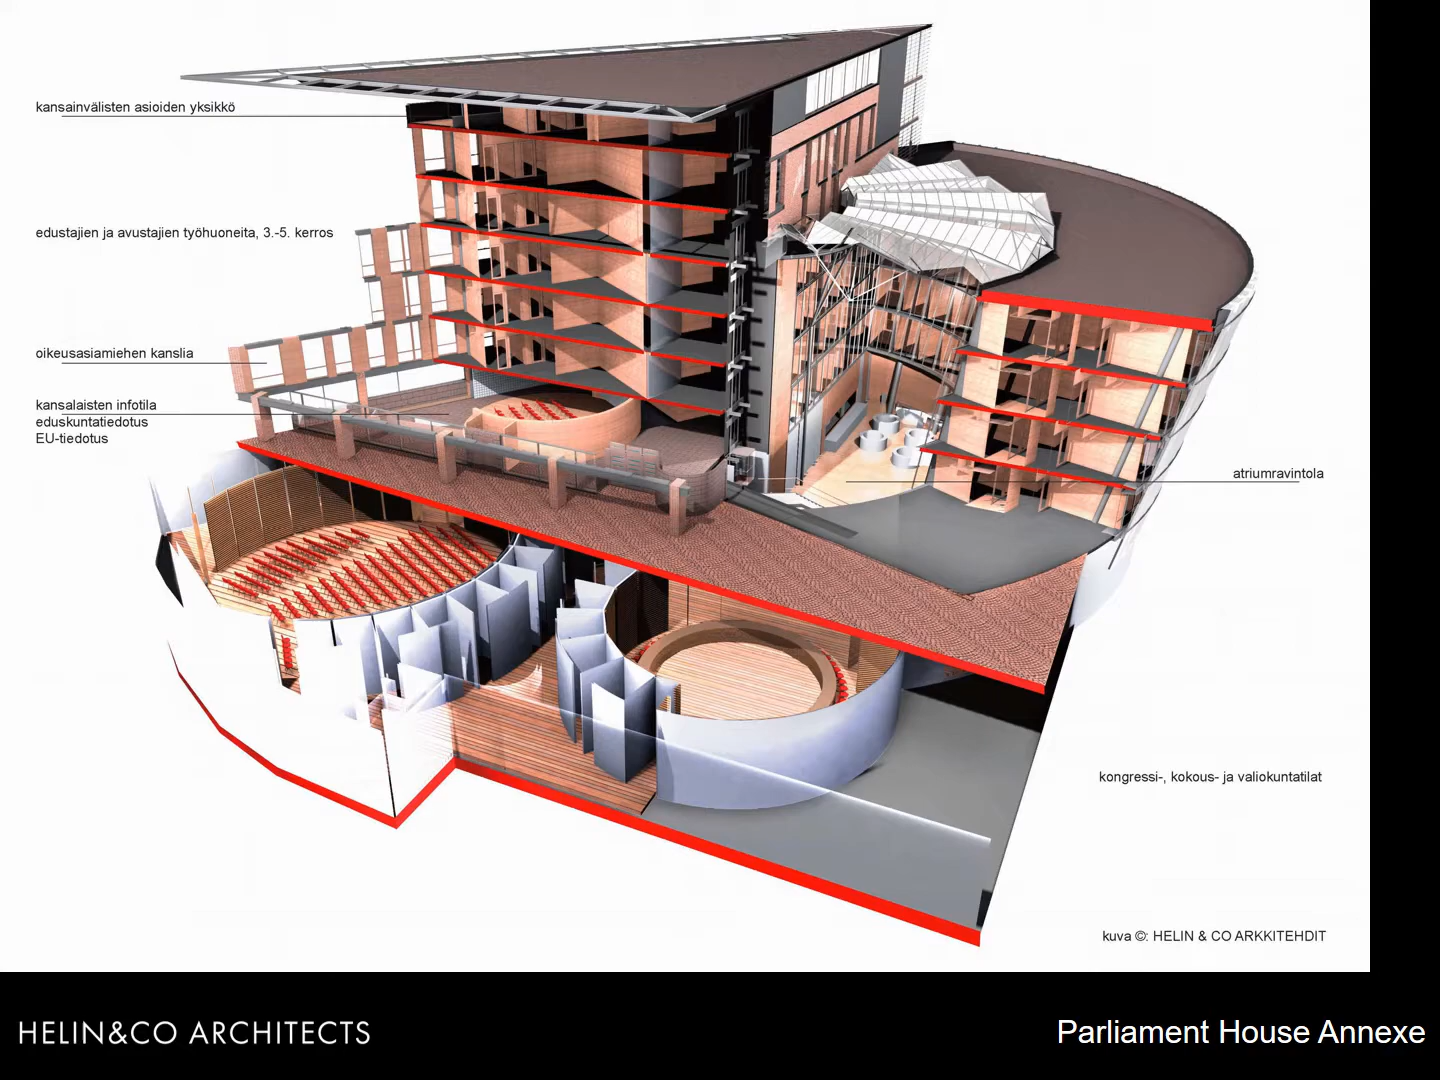 kansainvälisten asioiden yksikkö
edustajien ja avustajien työhuoneita, 3.-5. kerros
oikeusasiamiehen kanslia
kansalaisten infotila
eduskuntatiedotus
EU-tiedotus
atriumravintola
kongressi-, kokous- ja valiokuntatilat
kuva ©: HELIN & CO ARKKITEHDIT
HELIN&CO ARCHITECTS
Parliament House Annexe